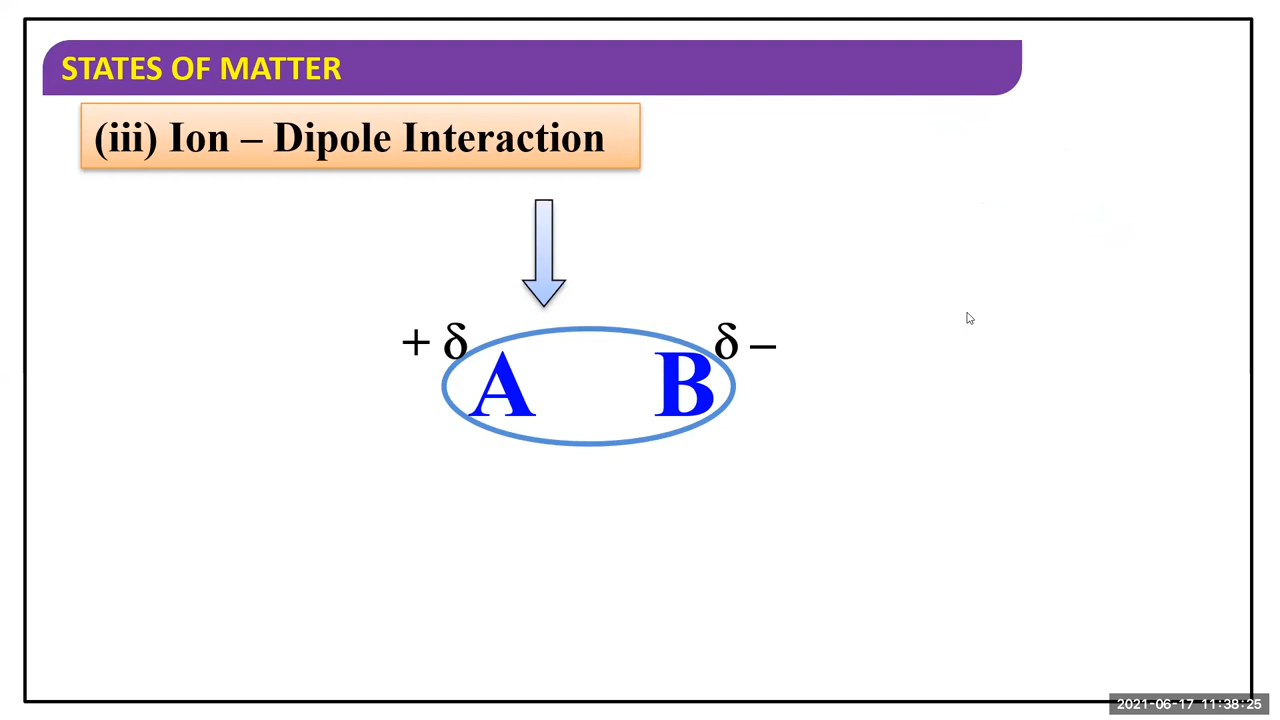 STATES OF MATTER
(iii) Ion – Dipole Interaction
+ δ δ –
A B
2021-06-17 11:38:25